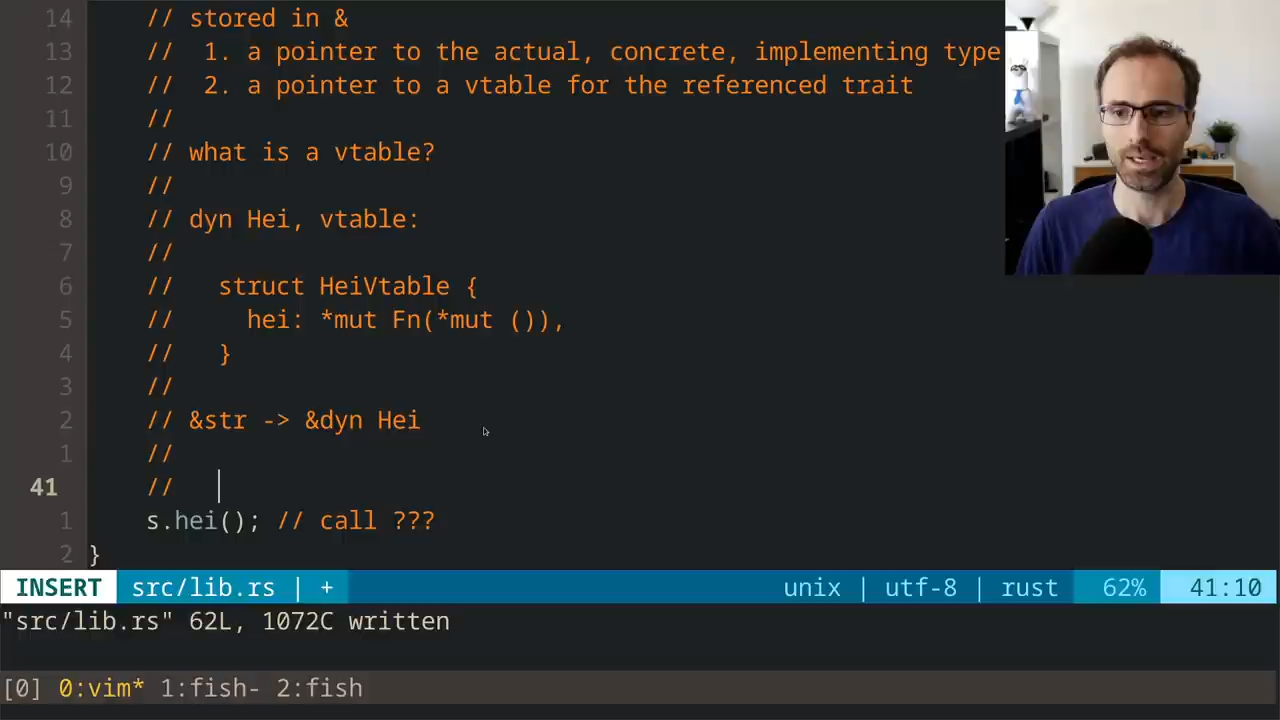 14 // stored in &
13 //  1. a pointer to the actual, concrete, implementing type
12 //  2. a pointer to a vtable for the referenced trait
11 //
10 // what is a vtable?
9 //
8 // dyn Hei, vtable:
7 //
6 //   struct HeiVtable {
5 //     hei: *mut Fn(*mut ()),
4 //   }
3 //
2 // &str -> &dyn Hei
1 //
41 //
1 s.hei(); // call ???
2 }
INSERT src/lib.rs | + unix | utf-8 | rust 62% 41:10
"src/lib.rs" 62L, 1072C written
[0] 0:vim* 1:fish- 2:fish